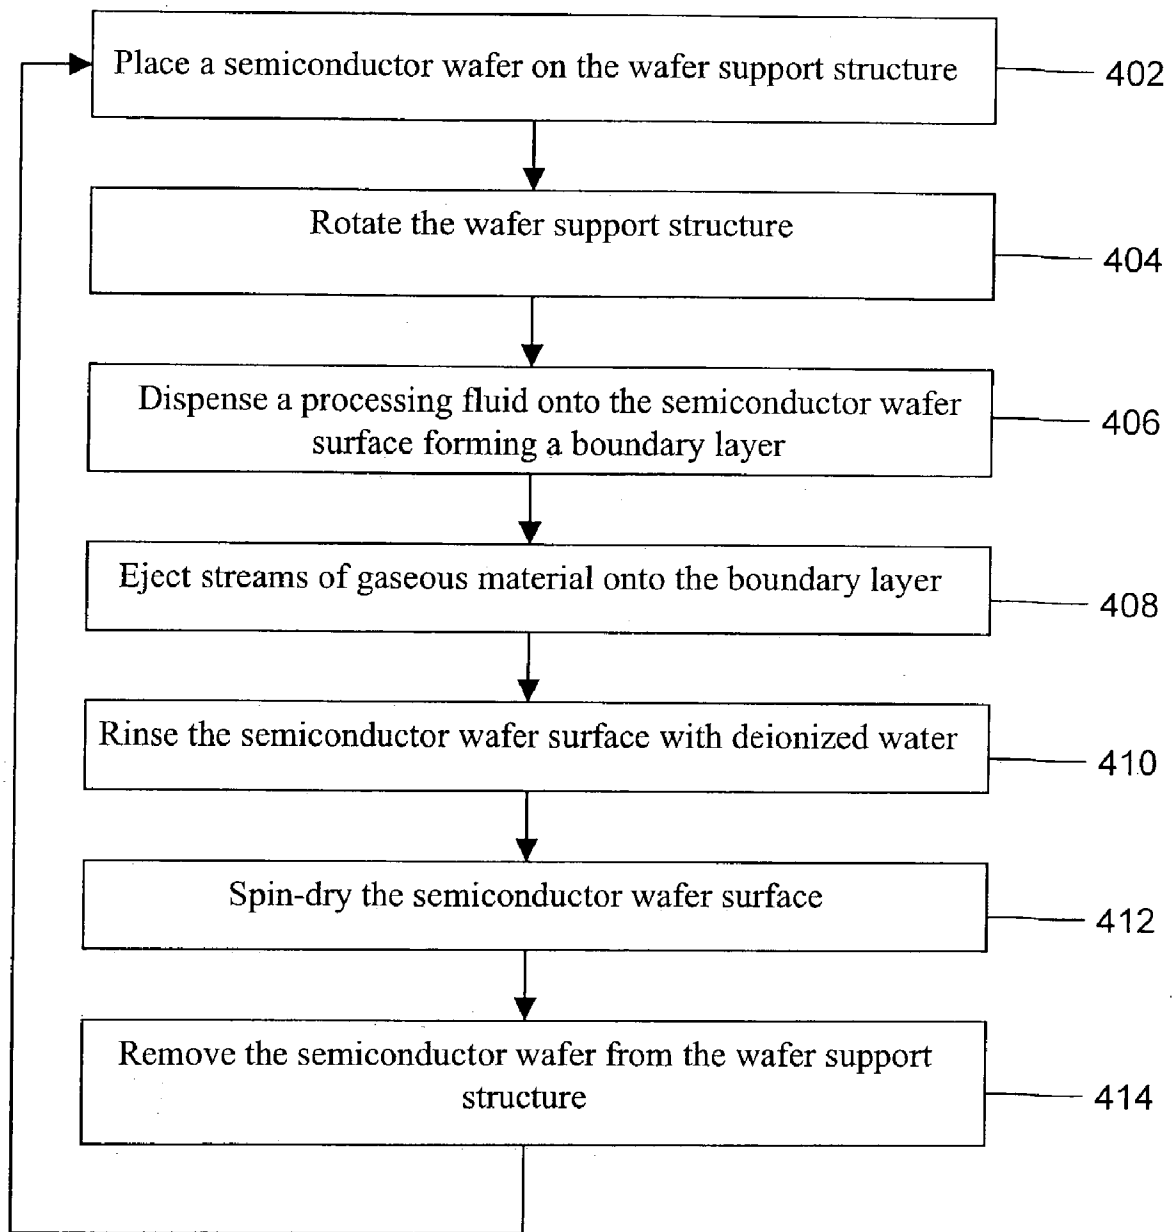 Place a semiconductor wafer on the wafer support structure
402
Rotate the wafer support structure
404
Dispense a processing fluid onto the semiconductor wafer
surface forming a boundary layer
406
Eject streams of gaseous material onto the boundary layer
408
Rinse the semiconductor wafer surface with deionized water
410
Spin-dry the semiconductor wafer surface
412
Remove the semiconductor wafer from the wafer support
structure
414